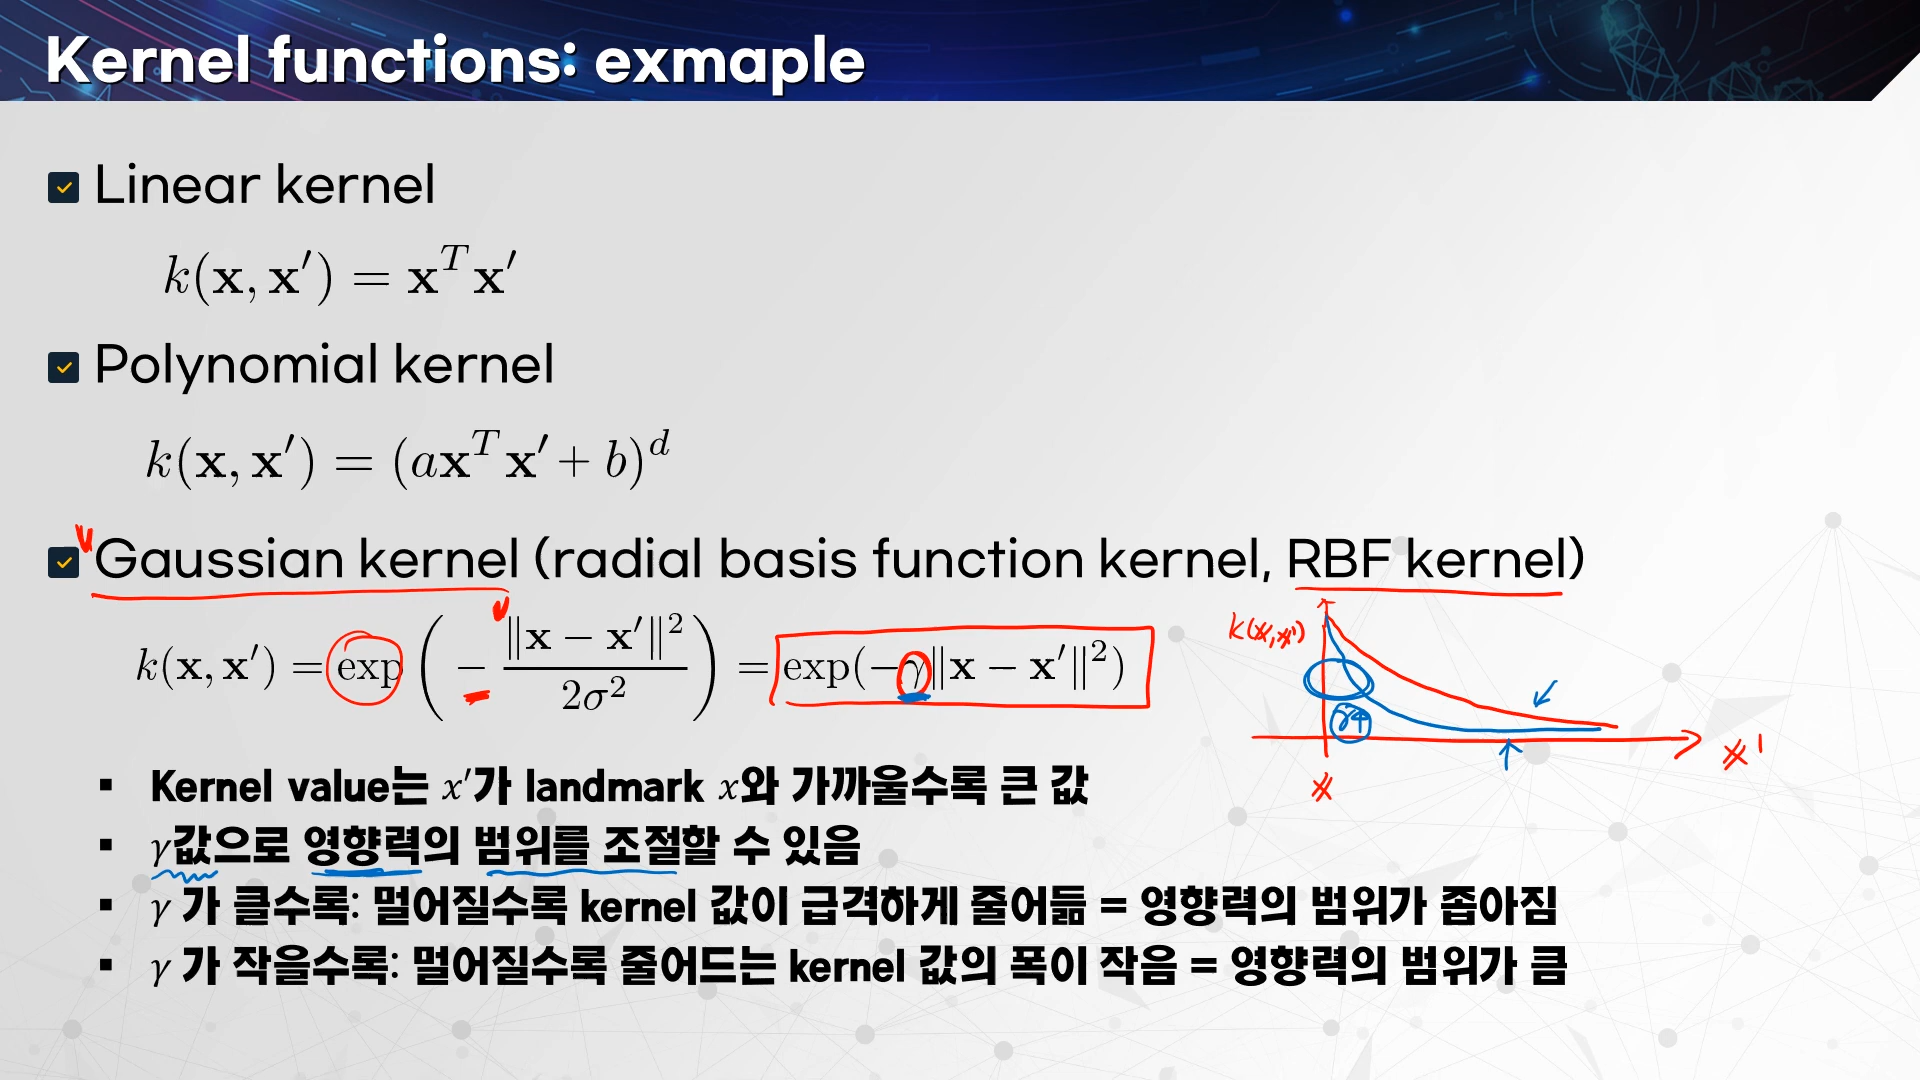 Kernel functions: exmaple
Linear kernel
k(x, x′) = xᵀx′
Polynomial kernel
k(x, x′) = (axᵀx′ + b)ᵈ
Gaussian kernel (radial basis function kernel, RBF kernel)
k(x, x′) = exp(−‖x − x′‖²/2σ²) = exp(−γ‖x − x′‖²)
k(x,x′)
γ↑
x′
x
Kernel value는 x′가 landmark x와 가까울수록 큰 값
γ값으로 영향력의 범위를 조절할 수 있음
γ 가 클수록: 멀어질수록 kernel 값이 급격하게 줄어듦 = 영향력의 범위가 좁아짐
γ 가 작을수록: 멀어질수록 줄어드는 kernel 값의 폭이 작음 = 영향력의 범위가 큼